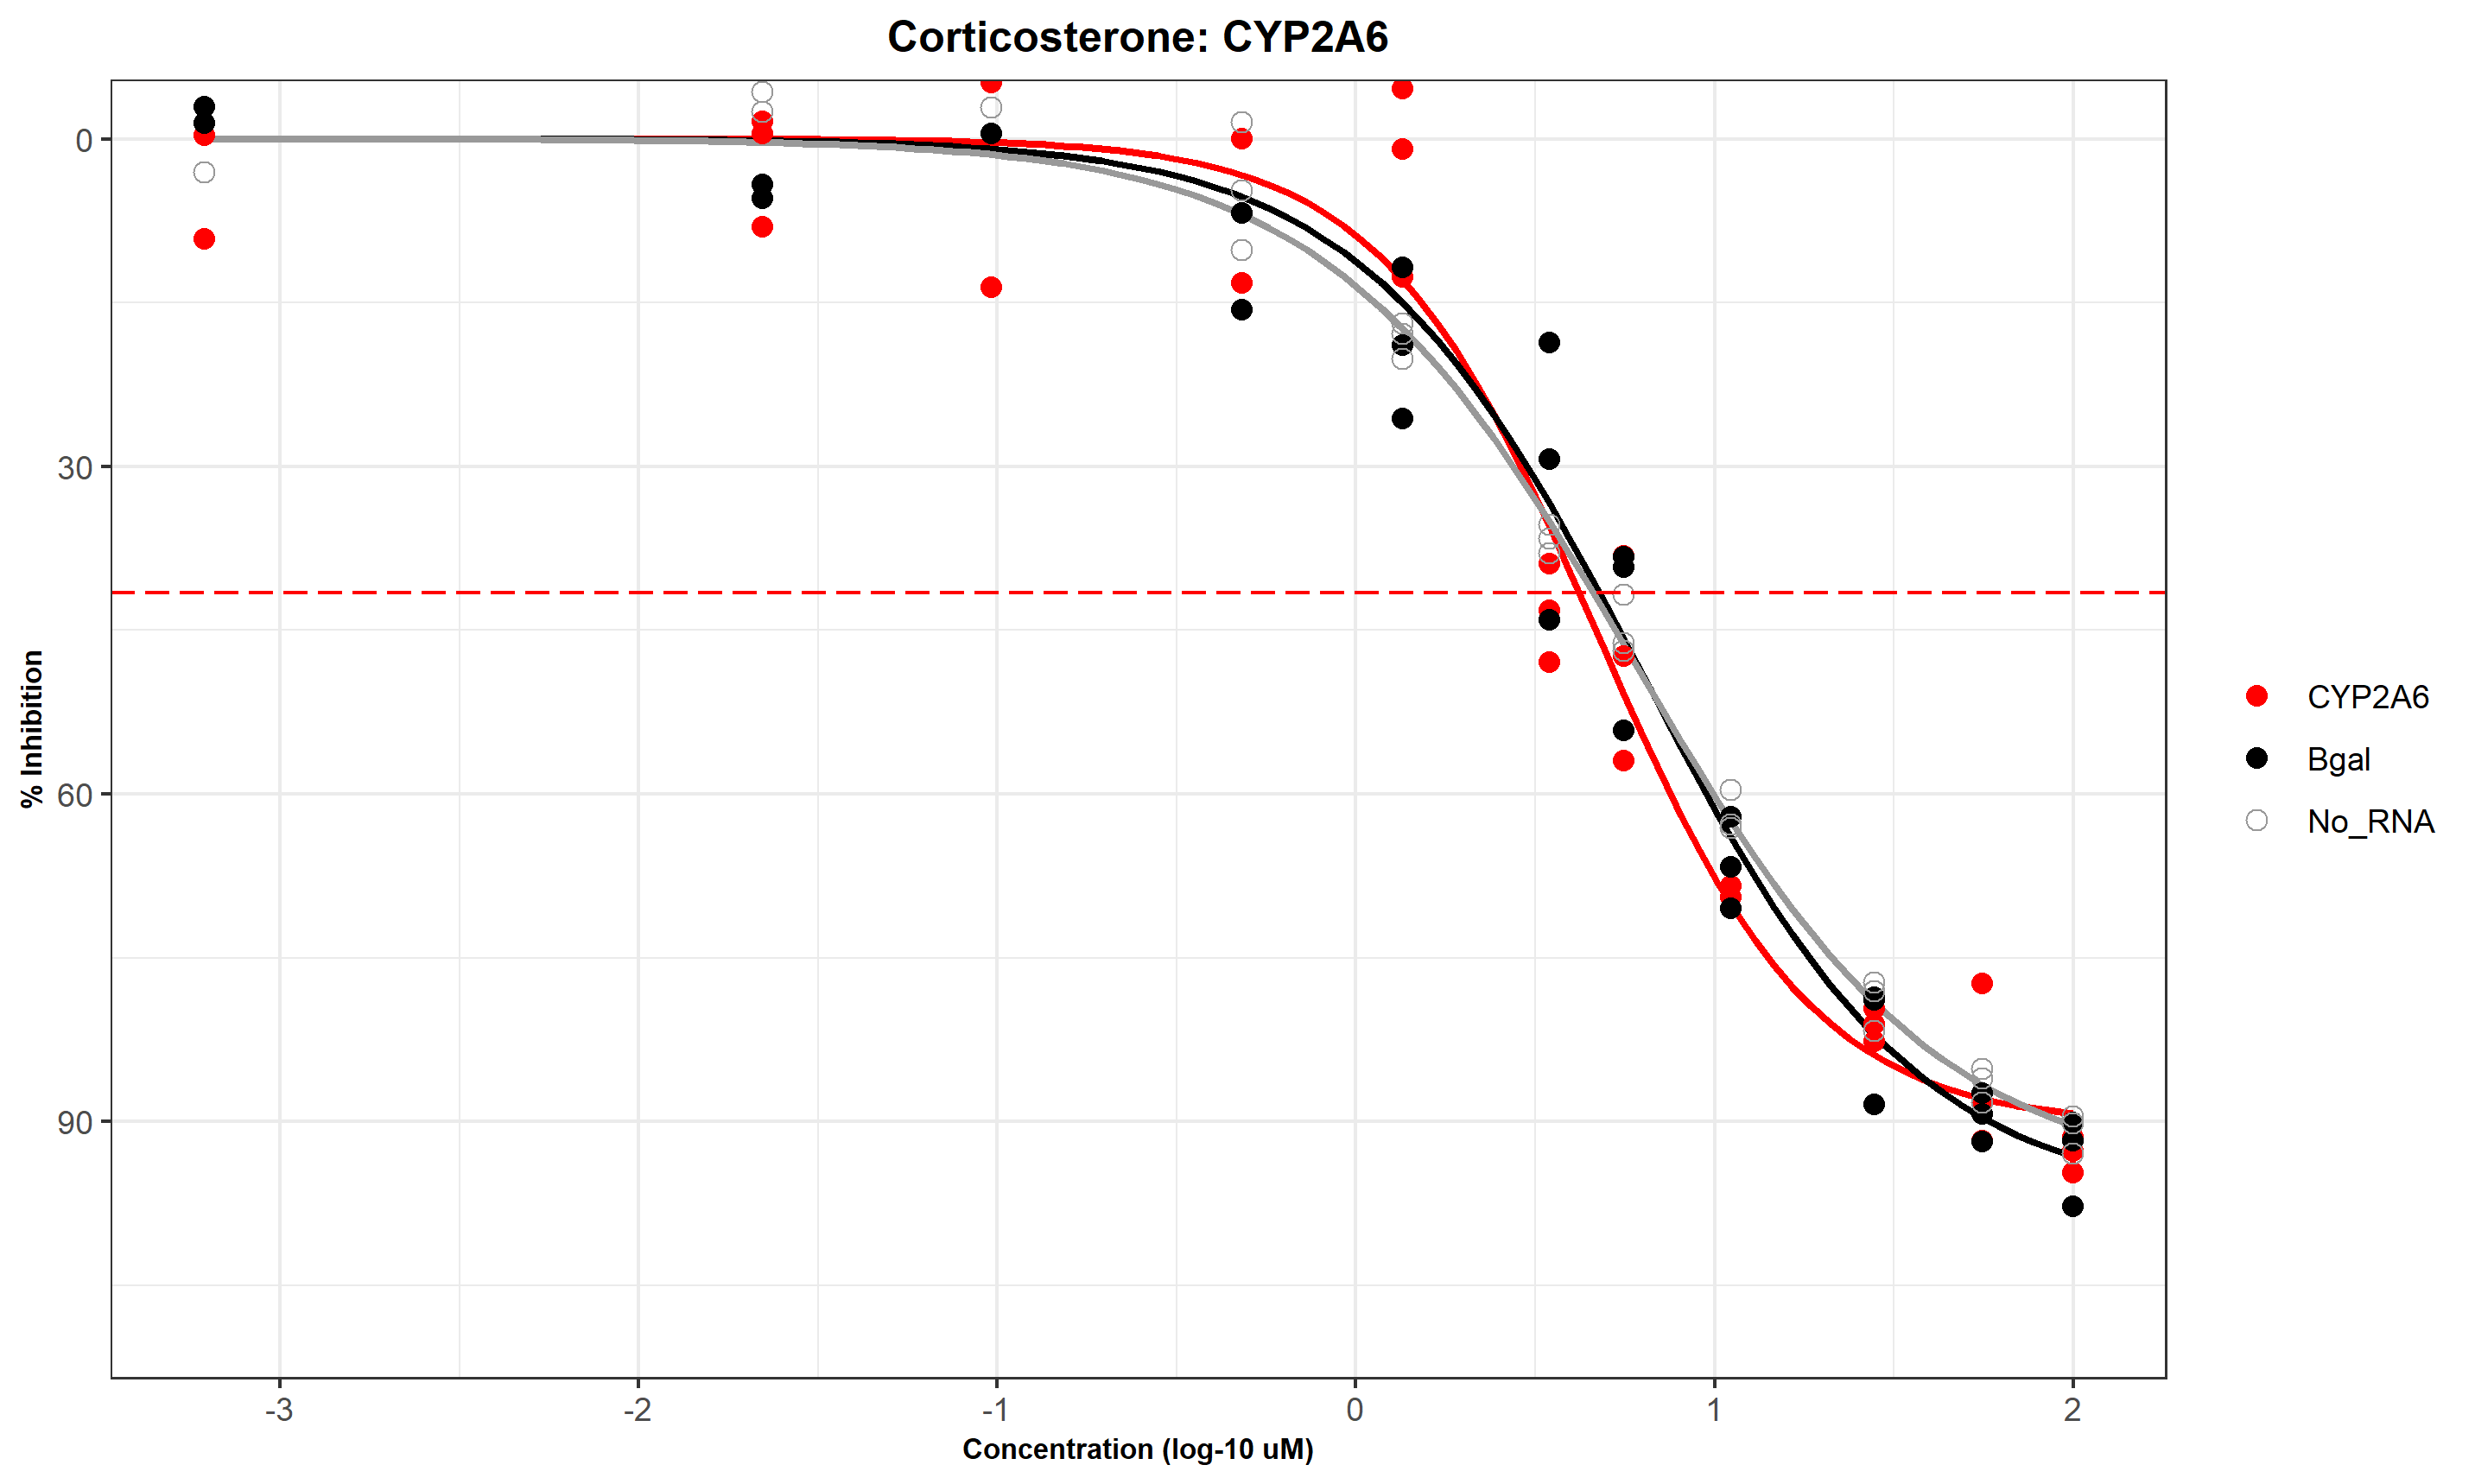 Corticosterone: CYP2A6
0
30
60
90
% Inhibition
-3
-2
-1
0
1
2
Concentration (log-10 uM)
CYP2A6
Bgal
No_RNA